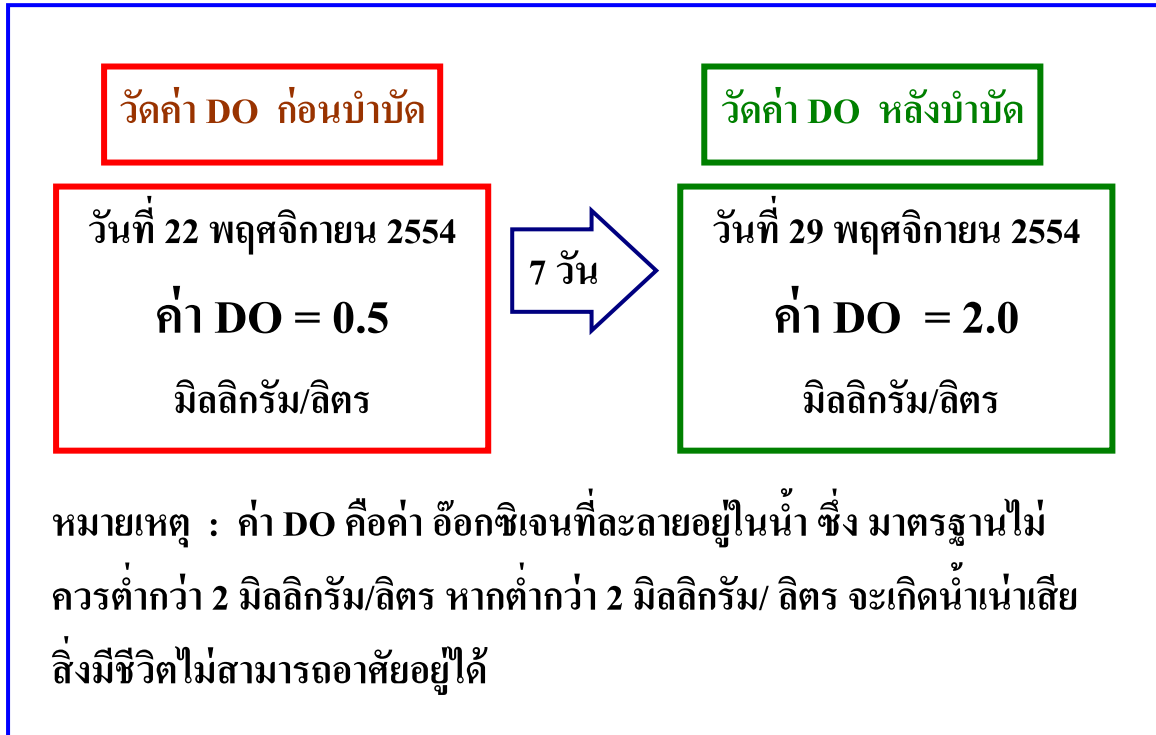 วัดค่า DO ก่อนบำบัด
วันที่ 22 พฤศจิกายน 2554
ค่า DO = 0.5
มิลลิกรัม/ลิตร
7 วัน
วัดค่า DO หลังบำบัด
วันที่ 29 พฤศจิกายน 2554
ค่า DO = 2.0
มิลลิกรัม/ลิตร
หมายเหตุ : ค่า DO คือค่า อ๊อกซิเจนที่ละลายอยู่ในน้ำ ซึ่ง มาตรฐานไม่
ควรต่ำกว่า 2 มิลลิกรัม/ลิตร หากต่ำกว่า 2 มิลลิกรัม/ ลิตร จะเกิดน้ำเน่าเสีย
สิ่งมีชีวิตไม่สามารถอาศัยอยู่ได้